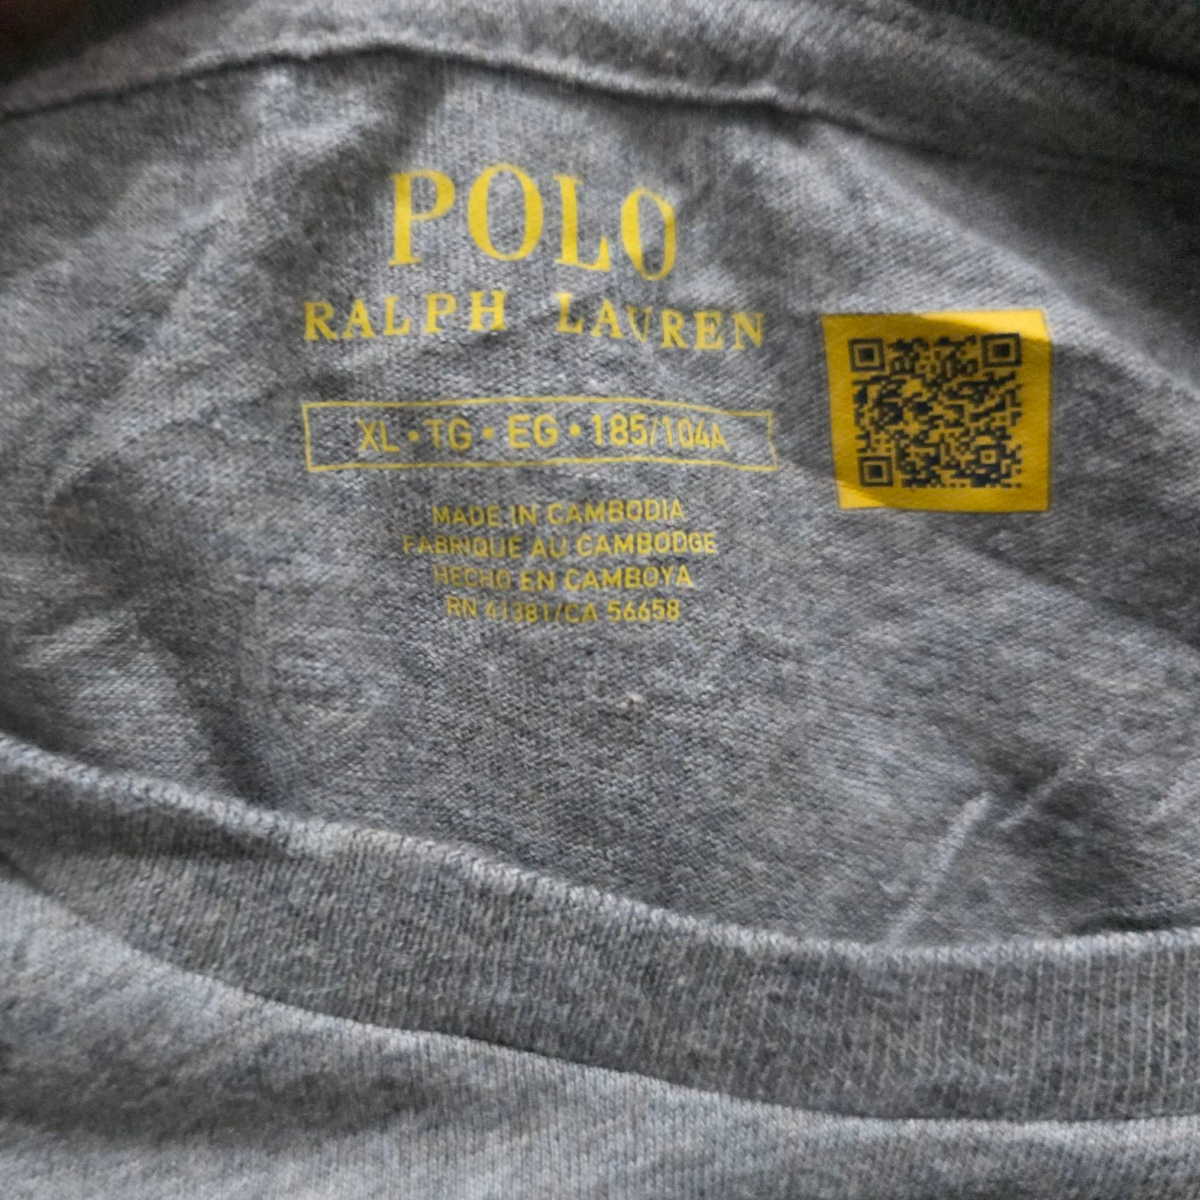 POLO
RALPH LAUREN
XL • TG • EG • 185/104A
MADE IN CAMBODIA
FABRIQUÉ AU CAMBODGE
HECHO EN CAMBOYA
RN 41381/CA 56658